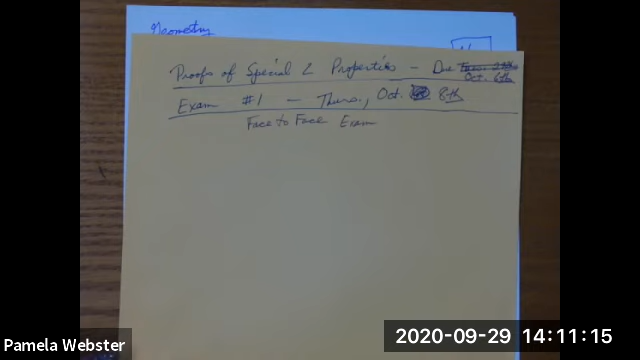 Geometry
Proofs of Special ∠ Properties - Due
Oct. 6th
Exam #1 - Thurs., Oct. 8th
Face to Face Exam
Pamela Webster
2020-09-29 14:11:15